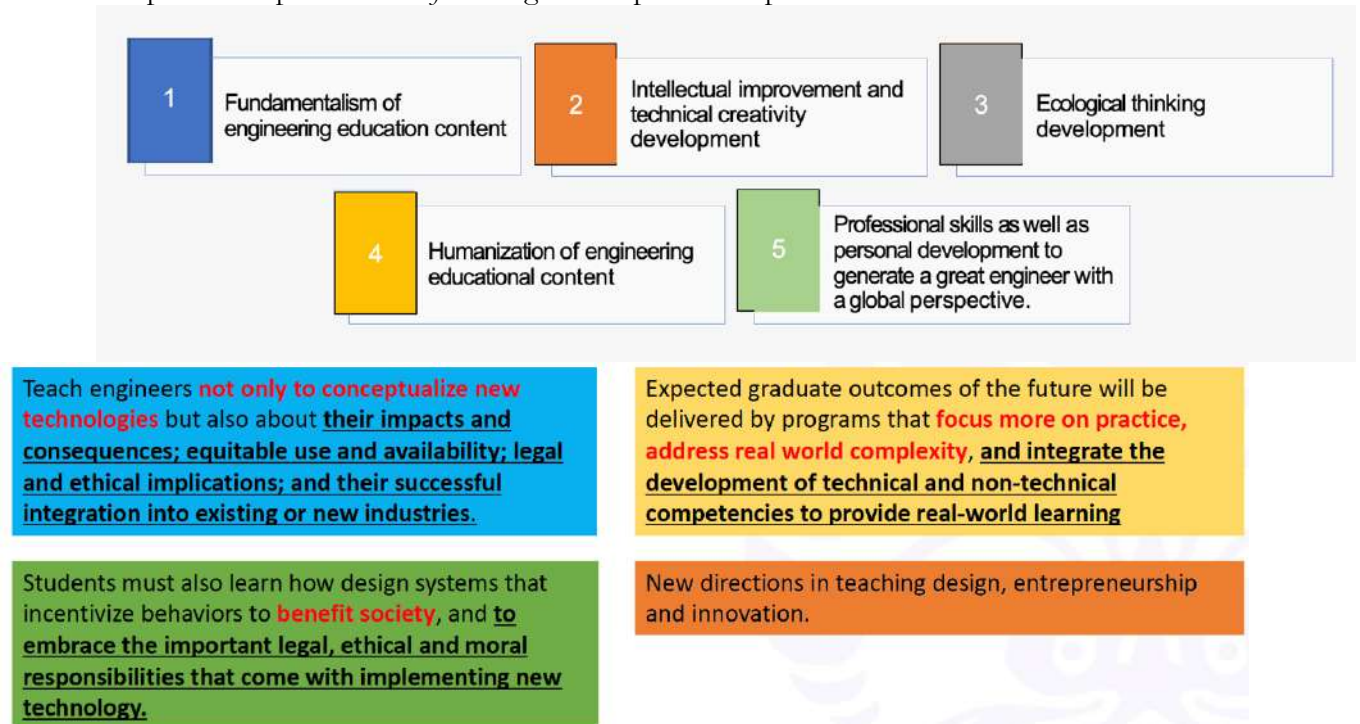 1
Fundamentalism of
engineering education content
2
Intellectual improvement and
technical creativity
development
3
Ecological thinking
development
4
Humanization of engineering
educational content
5
Professional skills as well as
personal development to
generate a great engineer with
a global perspective.
Teach engineers not only to conceptualize new
technologies but also about their impacts and
consequences; equitable use and availability; legal
and ethical implications; and their successful
integration into existing or new industries.
Expected graduate outcomes of the future will be
delivered by programs that focus more on practice,
address real world complexity, and integrate the
development of technical and non-technical
competencies to provide real-world learning
Students must also learn how design systems that
incentivize behaviors to benefit society, and to
embrace the important legal, ethical and moral
responsibilities that come with implementing new
technology.
New directions in teaching design, entrepreneurship
and innovation.